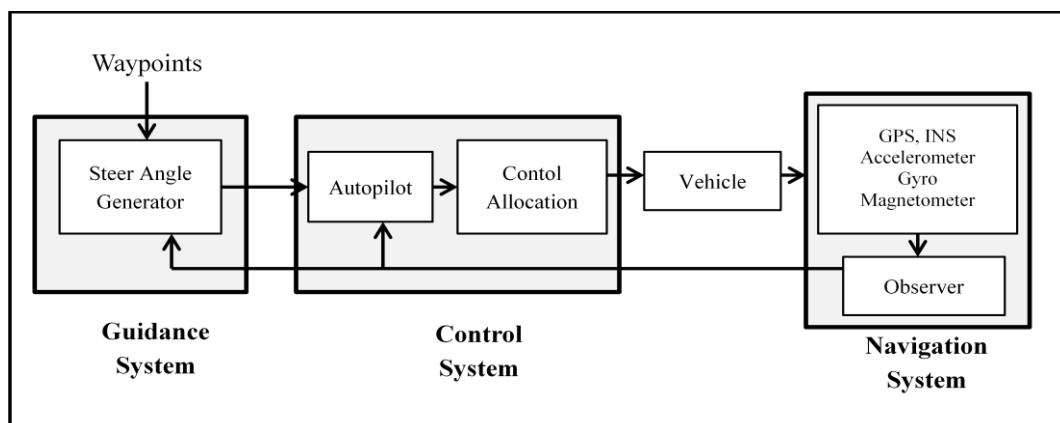 Waypoints
Steer Angle
Generator
Guidance
System
Autopilot
Contol
Allocation
Control
System
Vehicle
GPS, INS
Accelerometer
Gyro
Magnetometer
Observer
Navigation
System